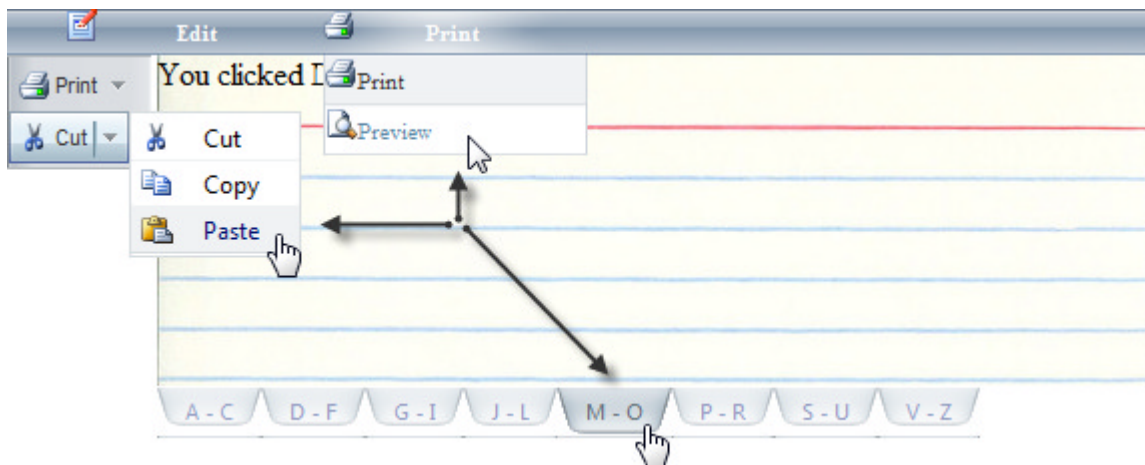 Edit Print
Print
You clicked
Print
Preview
Cut
Cut
Copy
Paste
A - C D - F G - I J - L M - O P - R S - U V - Z